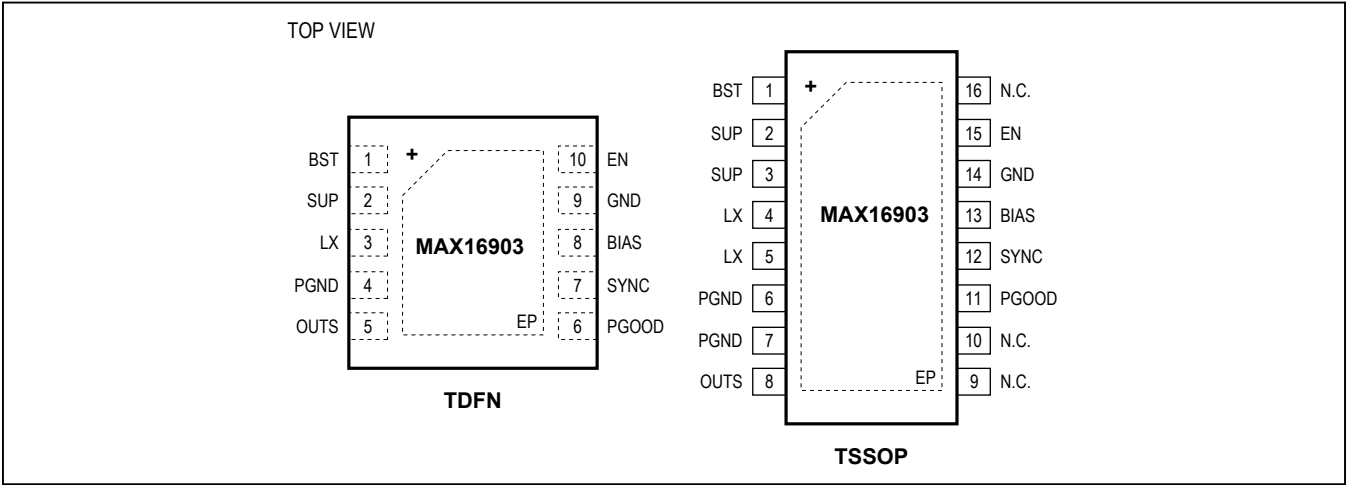 TOP VIEW
BST 1 + 10 EN
SUP 2 9 GND
LX 3 MAX16903 8 BIAS
PGND 4 7 SYNC
OUTS 5 EP 6 PGOOD
TDFN
BST 1 + 16 N.C.
SUP 2 15 EN
SUP 3 14 GND
LX 4 MAX16903 13 BIAS
LX 5 12 SYNC
PGND 6 11 PGOOD
PGND 7 10 N.C.
OUTS 8 EP 9 N.C.
TSSOP